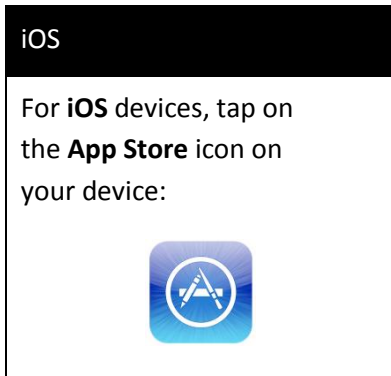 iOS
For iOS devices, tap on
the App Store icon on
your device: